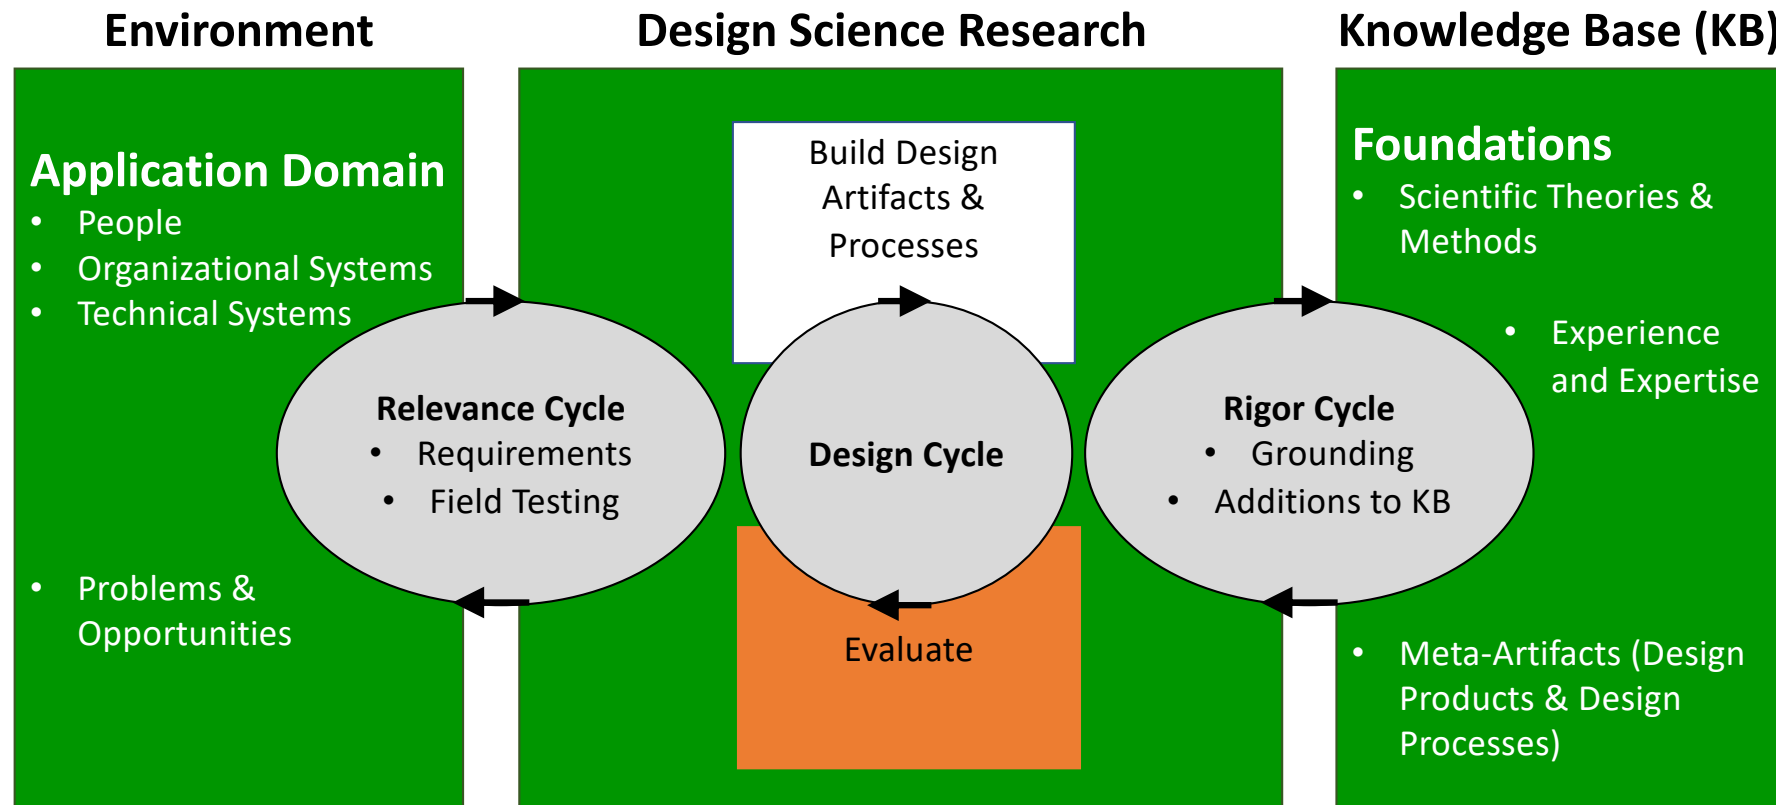 Environment
Design Science Research
Knowledge Base (KB)
Application Domain
• People
• Organizational Systems
• Technical Systems
• Problems &
Opportunities
Relevance Cycle
• Requirements
• Field Testing
Build Design
Artifacts &
Processes
Design Cycle
Evaluate
Rigor Cycle
• Grounding
• Additions to KB
Foundations
• Scientific Theories &
Methods
• Experience
and Expertise
• Meta-Artifacts (Design
Products & Design
Processes)